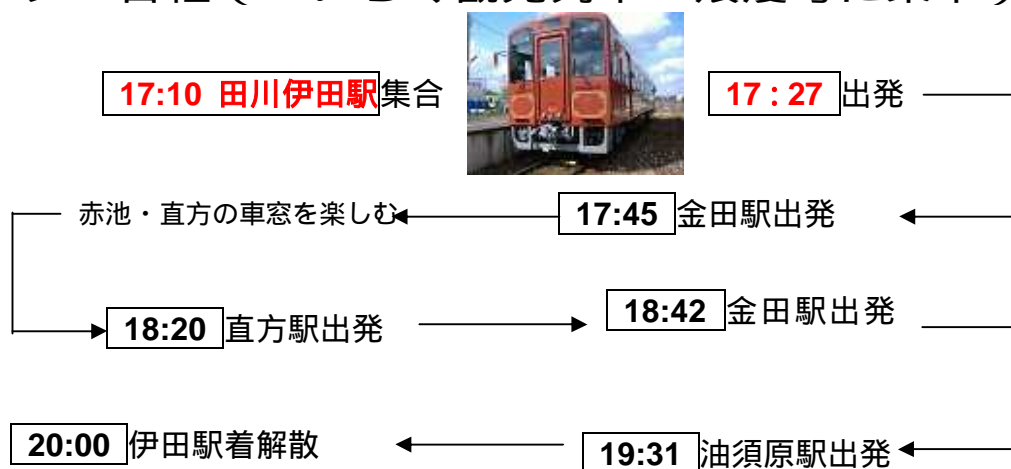 17:10 田川伊田駅集合
17:27 出発
17:45 金田駅出発
赤池・直方の車窓を楽しむ
18:20 直方駅出発
18:42 金田駅出発
19:31 油須原駅出発
20:00 伊田駅着解散